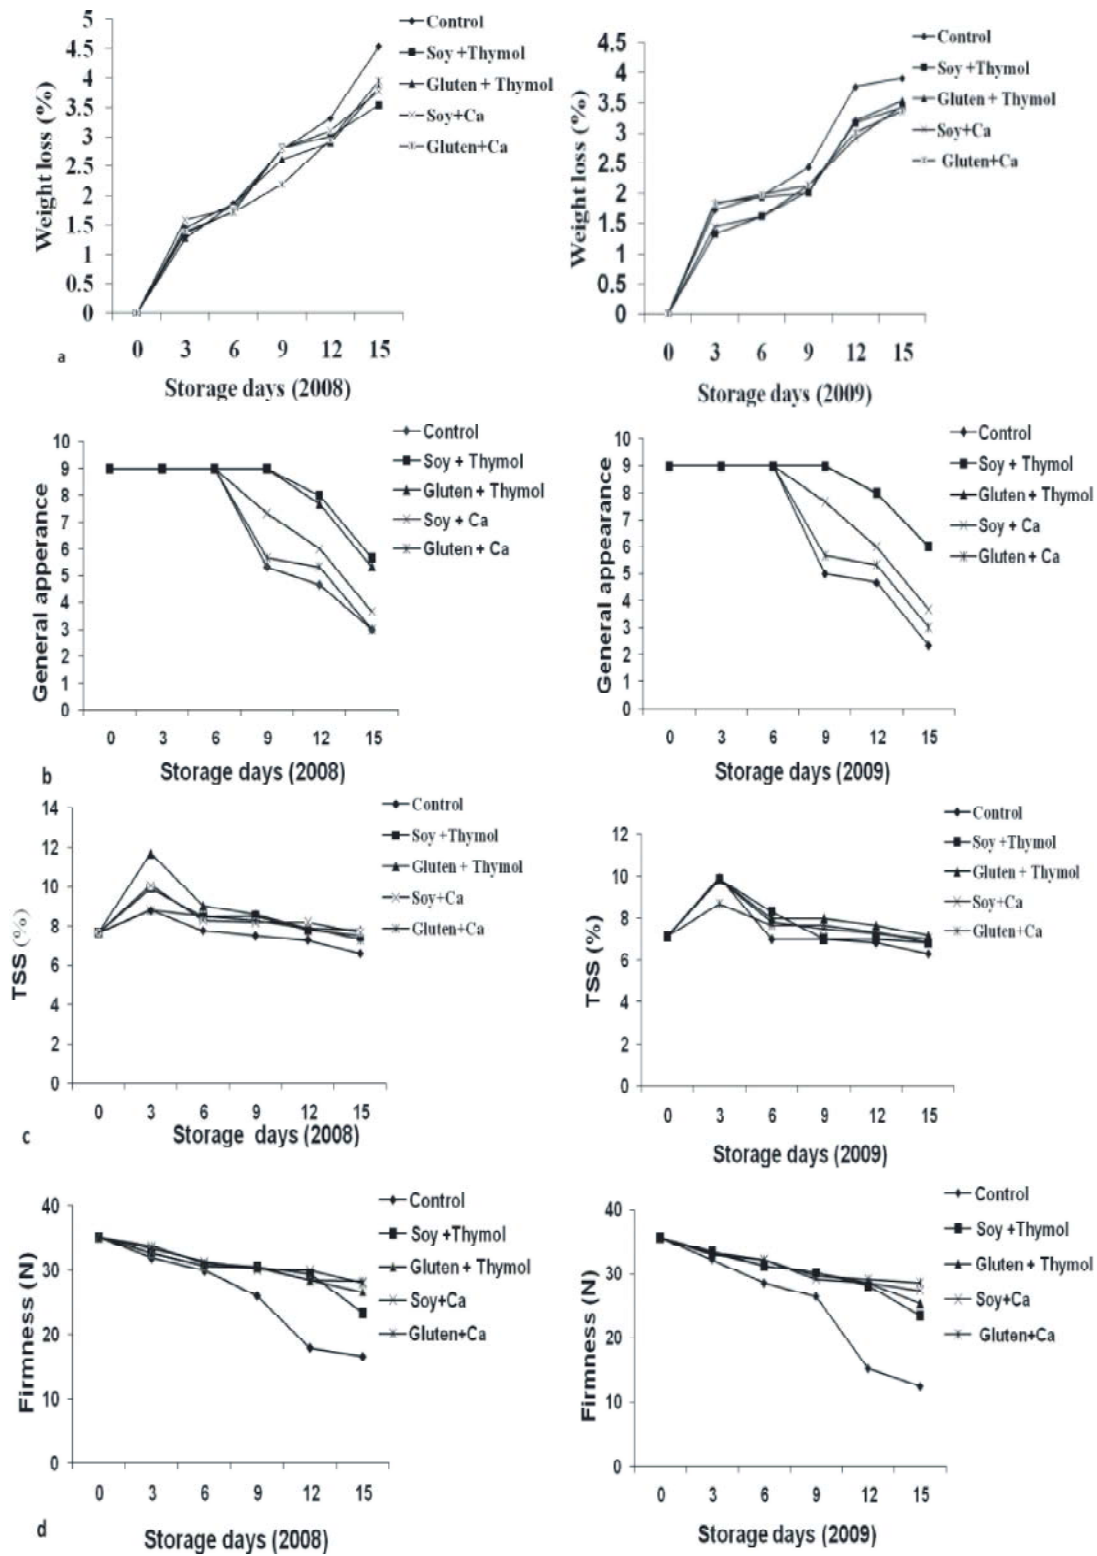 5
4.5
4
3.5
3
2.5
2
1.5
1
0.5
0
Weight loss (%)
0 3 6 9 12 15
Storage days (2008)
Control
Soy +Thymol
Gluten + Thymol
Soy+Ca
Gluten+Ca
a
4.5
4
3.5
3
2.5
2
1.5
1
0.5
0
Weight loss (%)
0 3 6 9 12 15
Storage days (2009)
Control
Soy +Thymol
Gluten + Thymol
Soy+Ca
Gluten+Ca
10
9
8
7
6
5
4
3
2
1
0
General apperance
0 3 6 9 12 15
Storage days (2008)
Control
Soy + Thymol
Gluten + Thymol
Soy + Ca
Gluten + Ca
b
10
9
8
7
6
5
4
3
2
1
0
General appearance
0 3 6 9 12 15
Storage days (2009)
Control
Soy + Thymol
Gluten + Thymol
Soy + Ca
Gluten + Ca
14
12
10
8
6
4
2
0
TSS (%)
0 3 6 9 12 15
Storage days (2008)
Control
Soy +Thymol
Gluten + Thymol
Soy+Ca
Gluten+Ca
c
12
10
8
6
4
2
0
TSS (%)
0 3 6 9 12 15
Storage days (2009)
Control
Soy +Thymol
Gluten + Thymol
Soy+Ca
Gluten+Ca
40
30
20
10
0
Firmness (N)
0 3 6 9 12 15
Storage days (2008)
Control
Soy +Thymol
Gluten + Thymol
Soy+Ca
Gluten+Ca
d
40
30
20
10
0
Firmness (N)
0 3 6 9 12 15
Storage days (2009)
Control
Soy +Thymol
Gluten + Thymol
Soy+Ca
Gluten+Ca